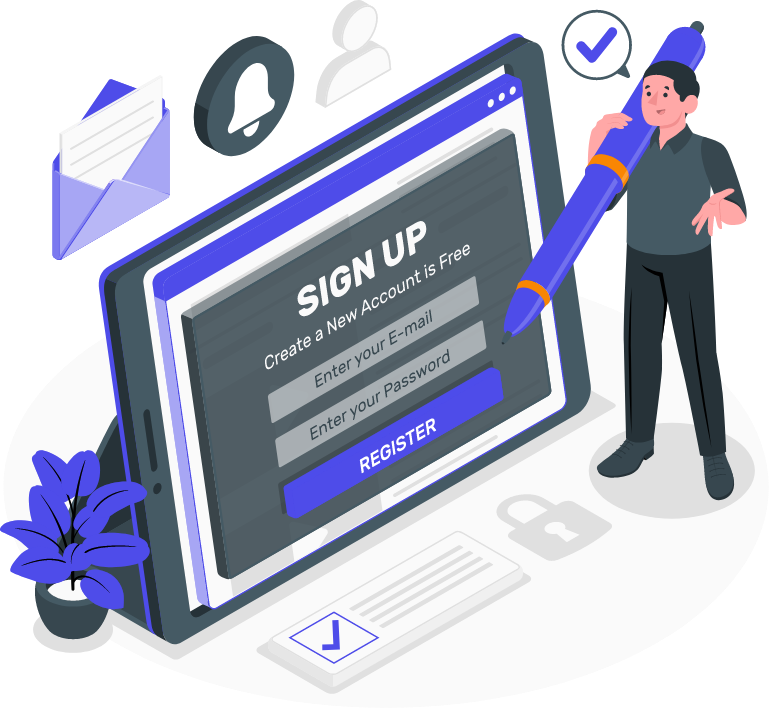 SIGN UP
Create a New Account is Free
Enter your E-mail
Enter your Password
REGISTER